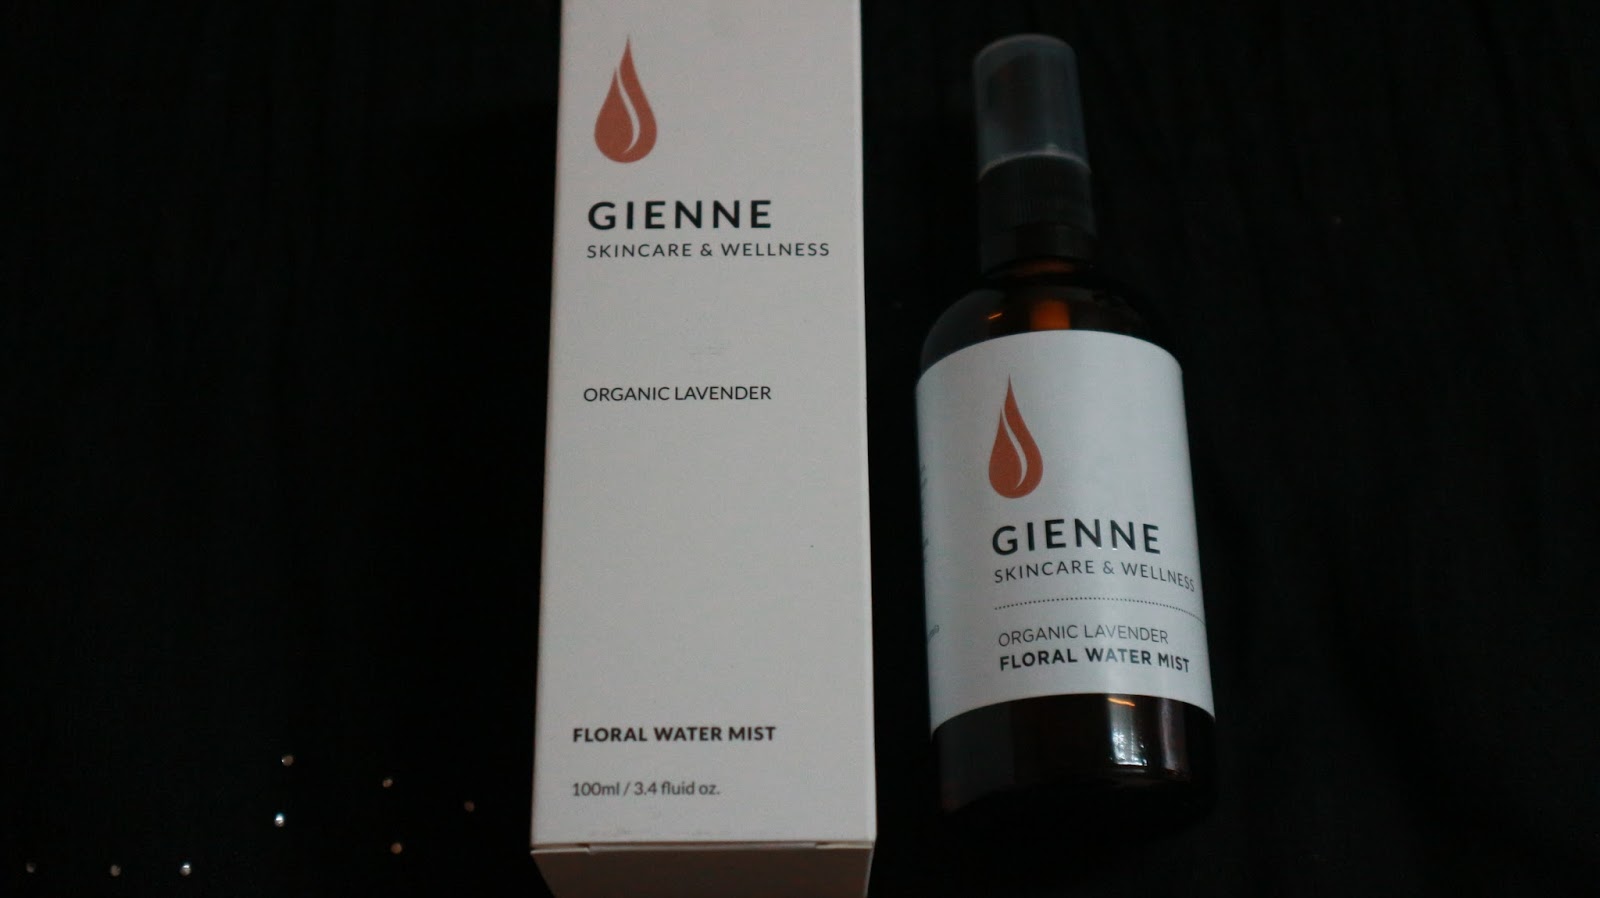 GIENNE
SKINCARE & WELLNESS
ORGANIC LAVENDER
FLORAL WATER MIST
100ml / 3.4 fluid oz.
GIENNE
SKINCARE & WELLNESS
ORGANIC LAVENDER
FLORAL WATER MIST